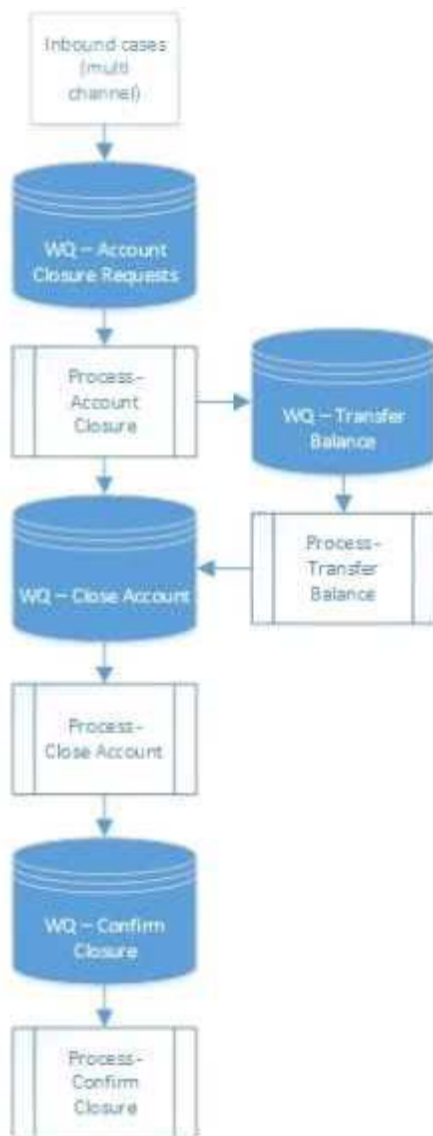 Inbound cases
(multi
channel)
WQ – Account
Closure Requests
Process-
Account
Closure
WQ – Transfer
Balance
Process-
Transfer
Balance
WQ – Close Account
Process-
Close Account
WQ – Confirm
Closure
Process-
Confirm
Closure